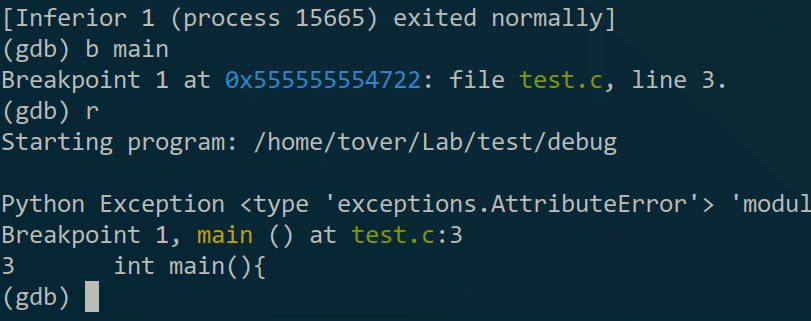 [Inferior 1 (process 15665) exited normally]
(gdb) b main
Breakpoint 1 at 0x555555554722: file test.c, line 3.
(gdb) r
Starting program: /home/tover/Lab/test/debug
Python Exception <type 'exceptions.AttributeError'> 'modul
Breakpoint 1, main () at test.c:3
3       int main(){
(gdb)